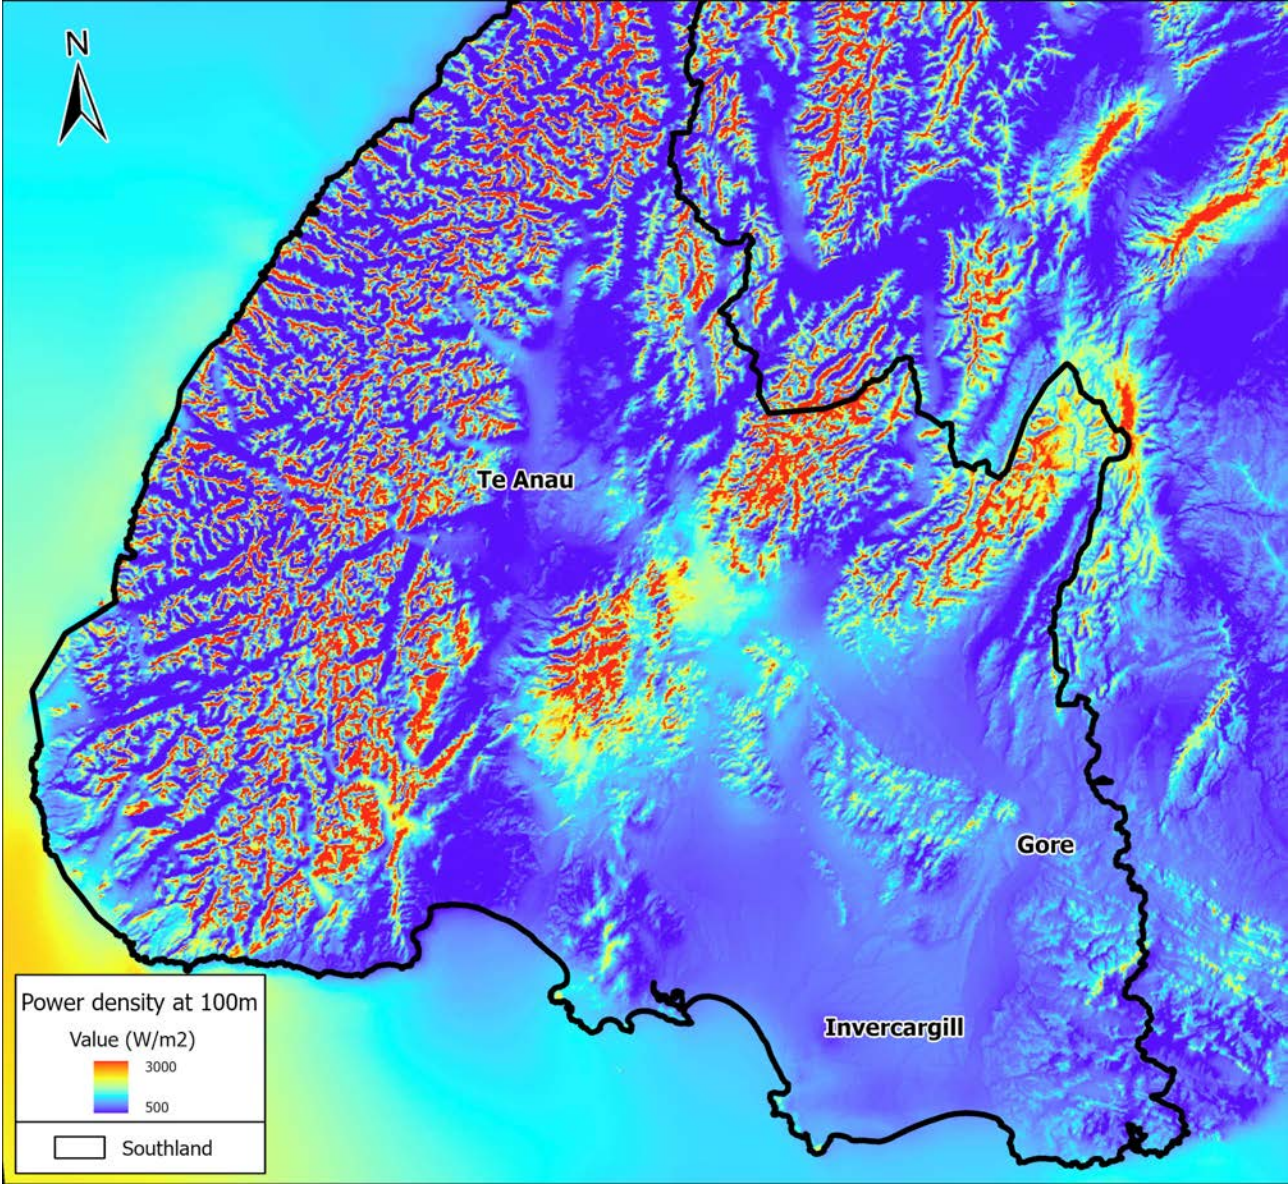 N
Te Anau
Gore
Invercargill
Power density at 100m
Value (W/m2)
3000
500
Southland